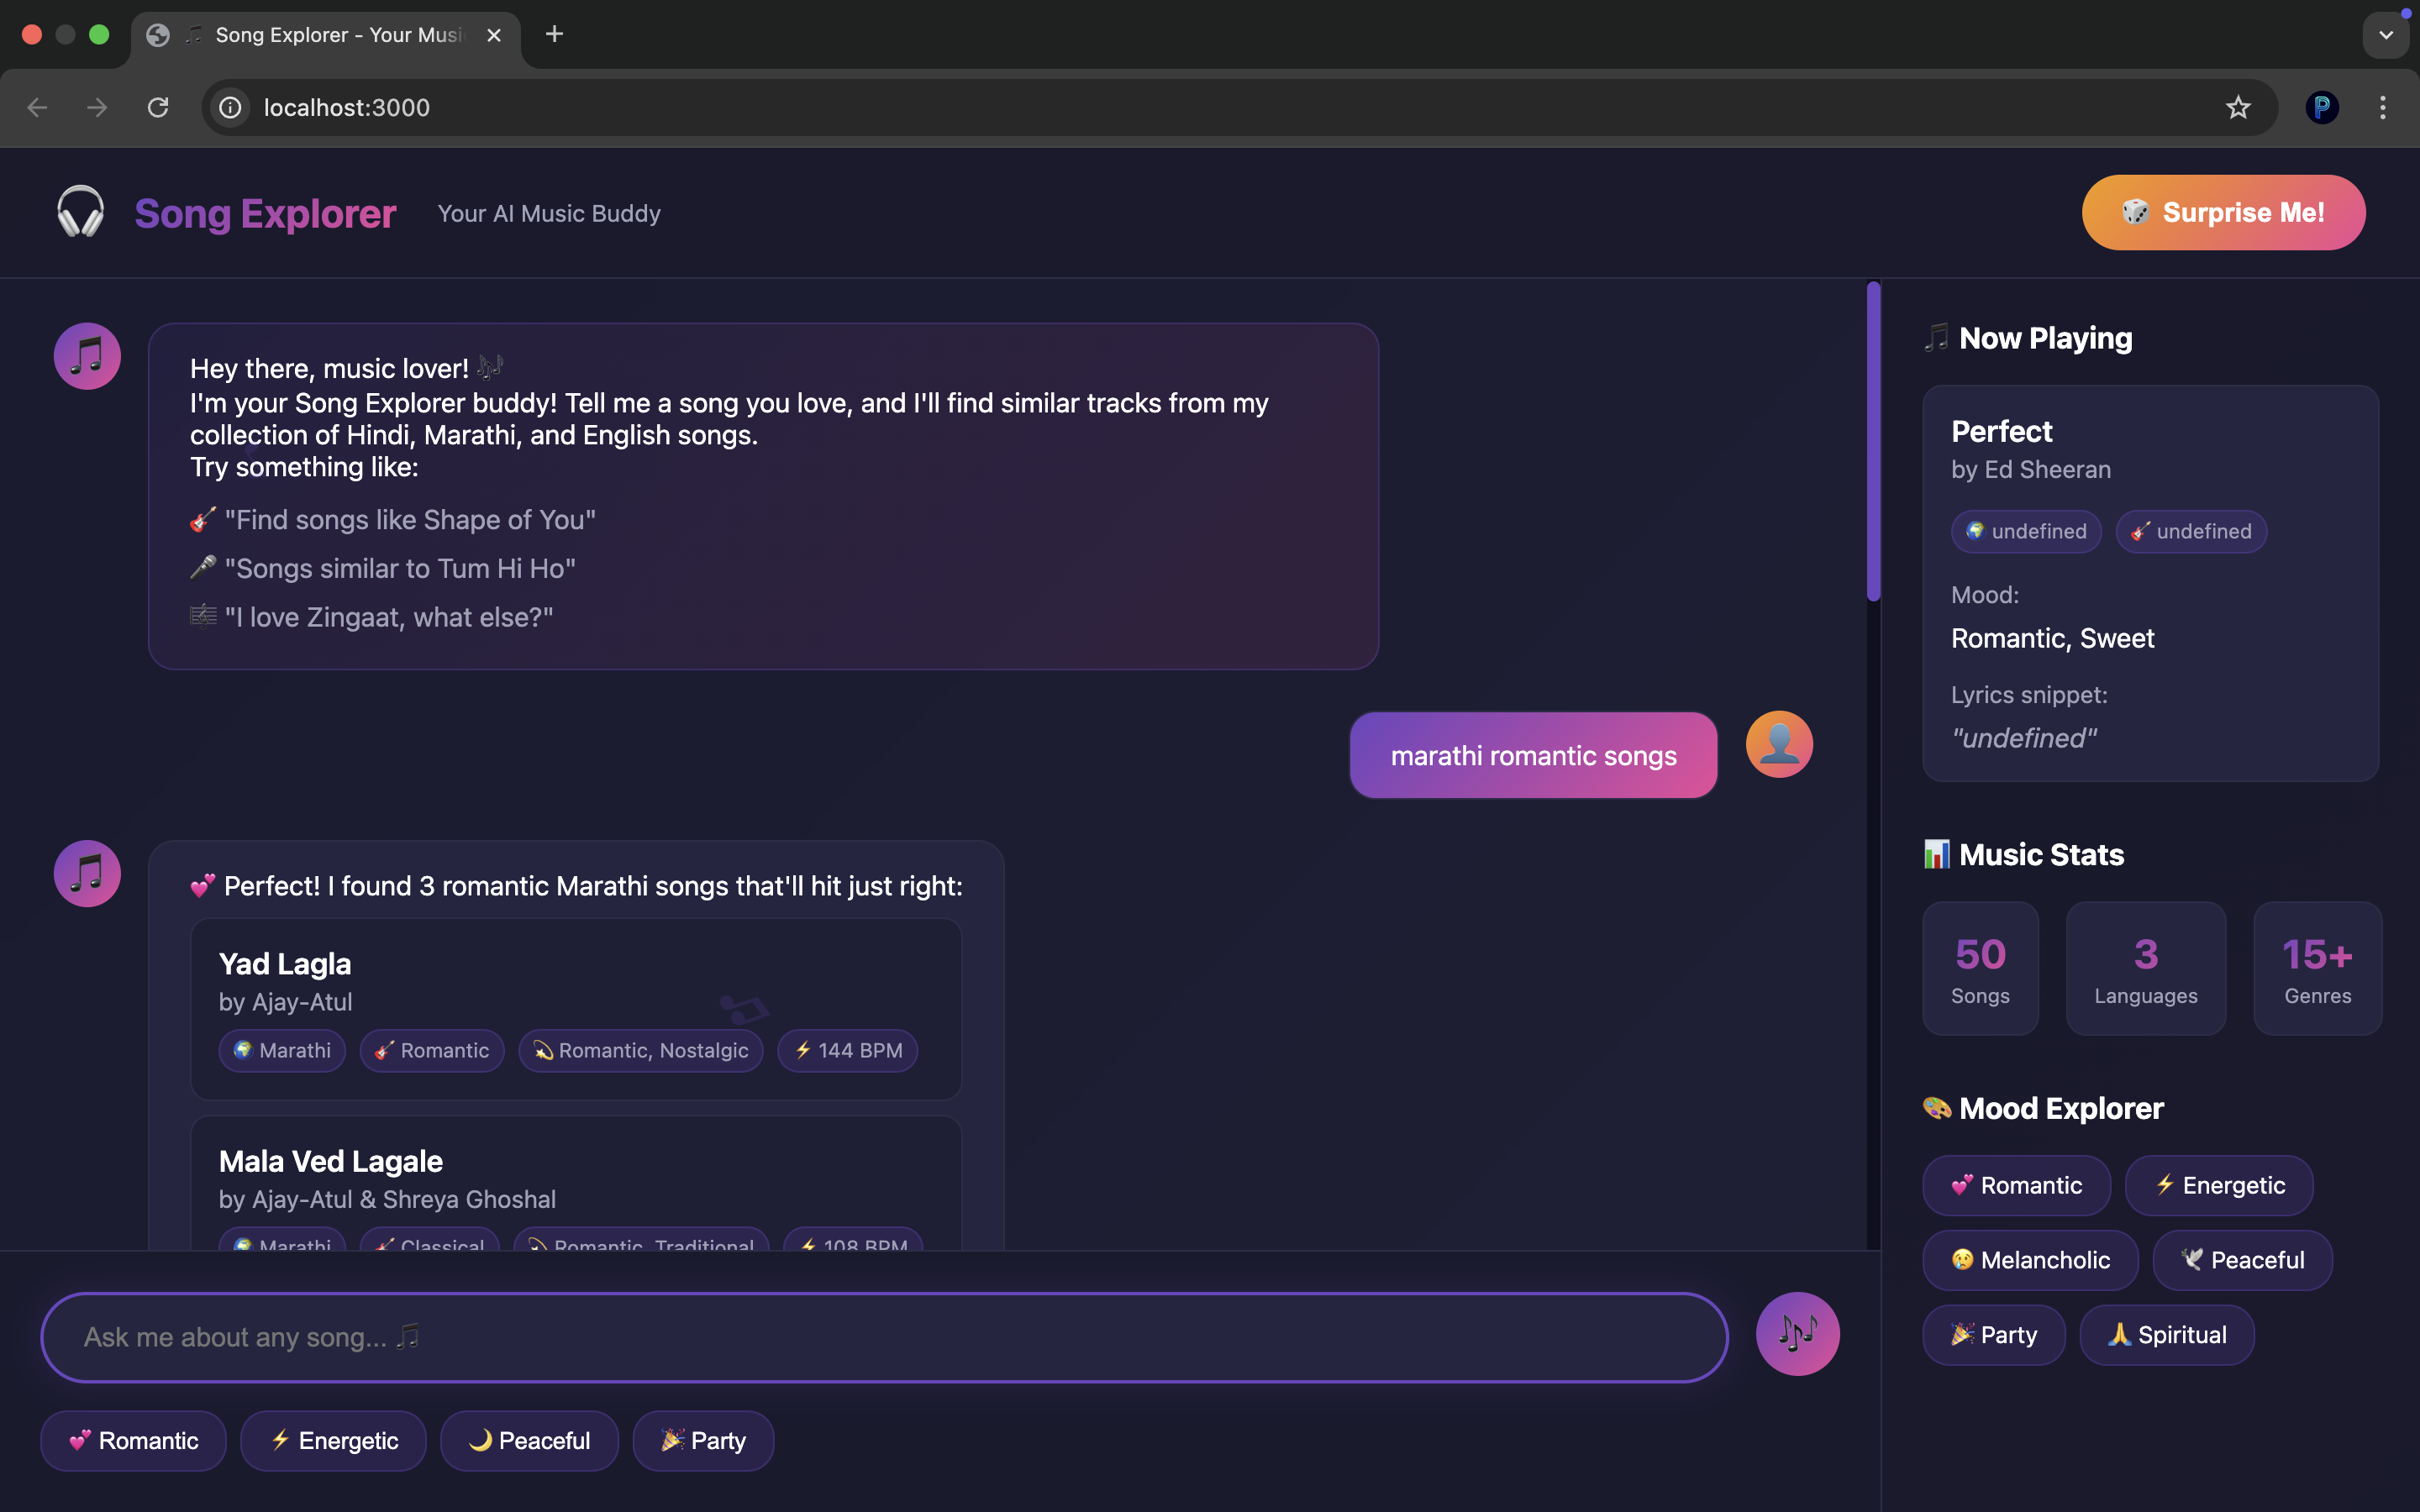 Song Explorer - Your Musi
localhost:3000
Song Explorer
Your AI Music Buddy
Surprise Me!
Hey there, music lover!
I'm your Song Explorer buddy! Tell me a song you love, and I'll find similar tracks from my
collection of Hindi, Marathi, and English songs.
Try something like:
"Find songs like Shape of You"
"Songs similar to Tum Hi Ho"
"I love Zingaat, what else?"
marathi romantic songs
Perfect! I found 3 romantic Marathi songs that'll hit just right:
Yad Lagla
by Ajay-Atul
Marathi
Romantic
Romantic, Nostalgic
144 BPM
Mala Ved Lagale
by Ajay-Atul & Shreya Ghoshal
Marathi
Classical
Romantic, Traditional
108 BPM
Ask me about any song...
Romantic
Energetic
Peaceful
Party
Now Playing
Perfect
by Ed Sheeran
undefined
undefined
Mood:
Romantic, Sweet
Lyrics snippet:
"undefined"
Music Stats
50
Songs
3
Languages
15+
Genres
Mood Explorer
Romantic
Energetic
Melancholic
Peaceful
Party
Spiritual